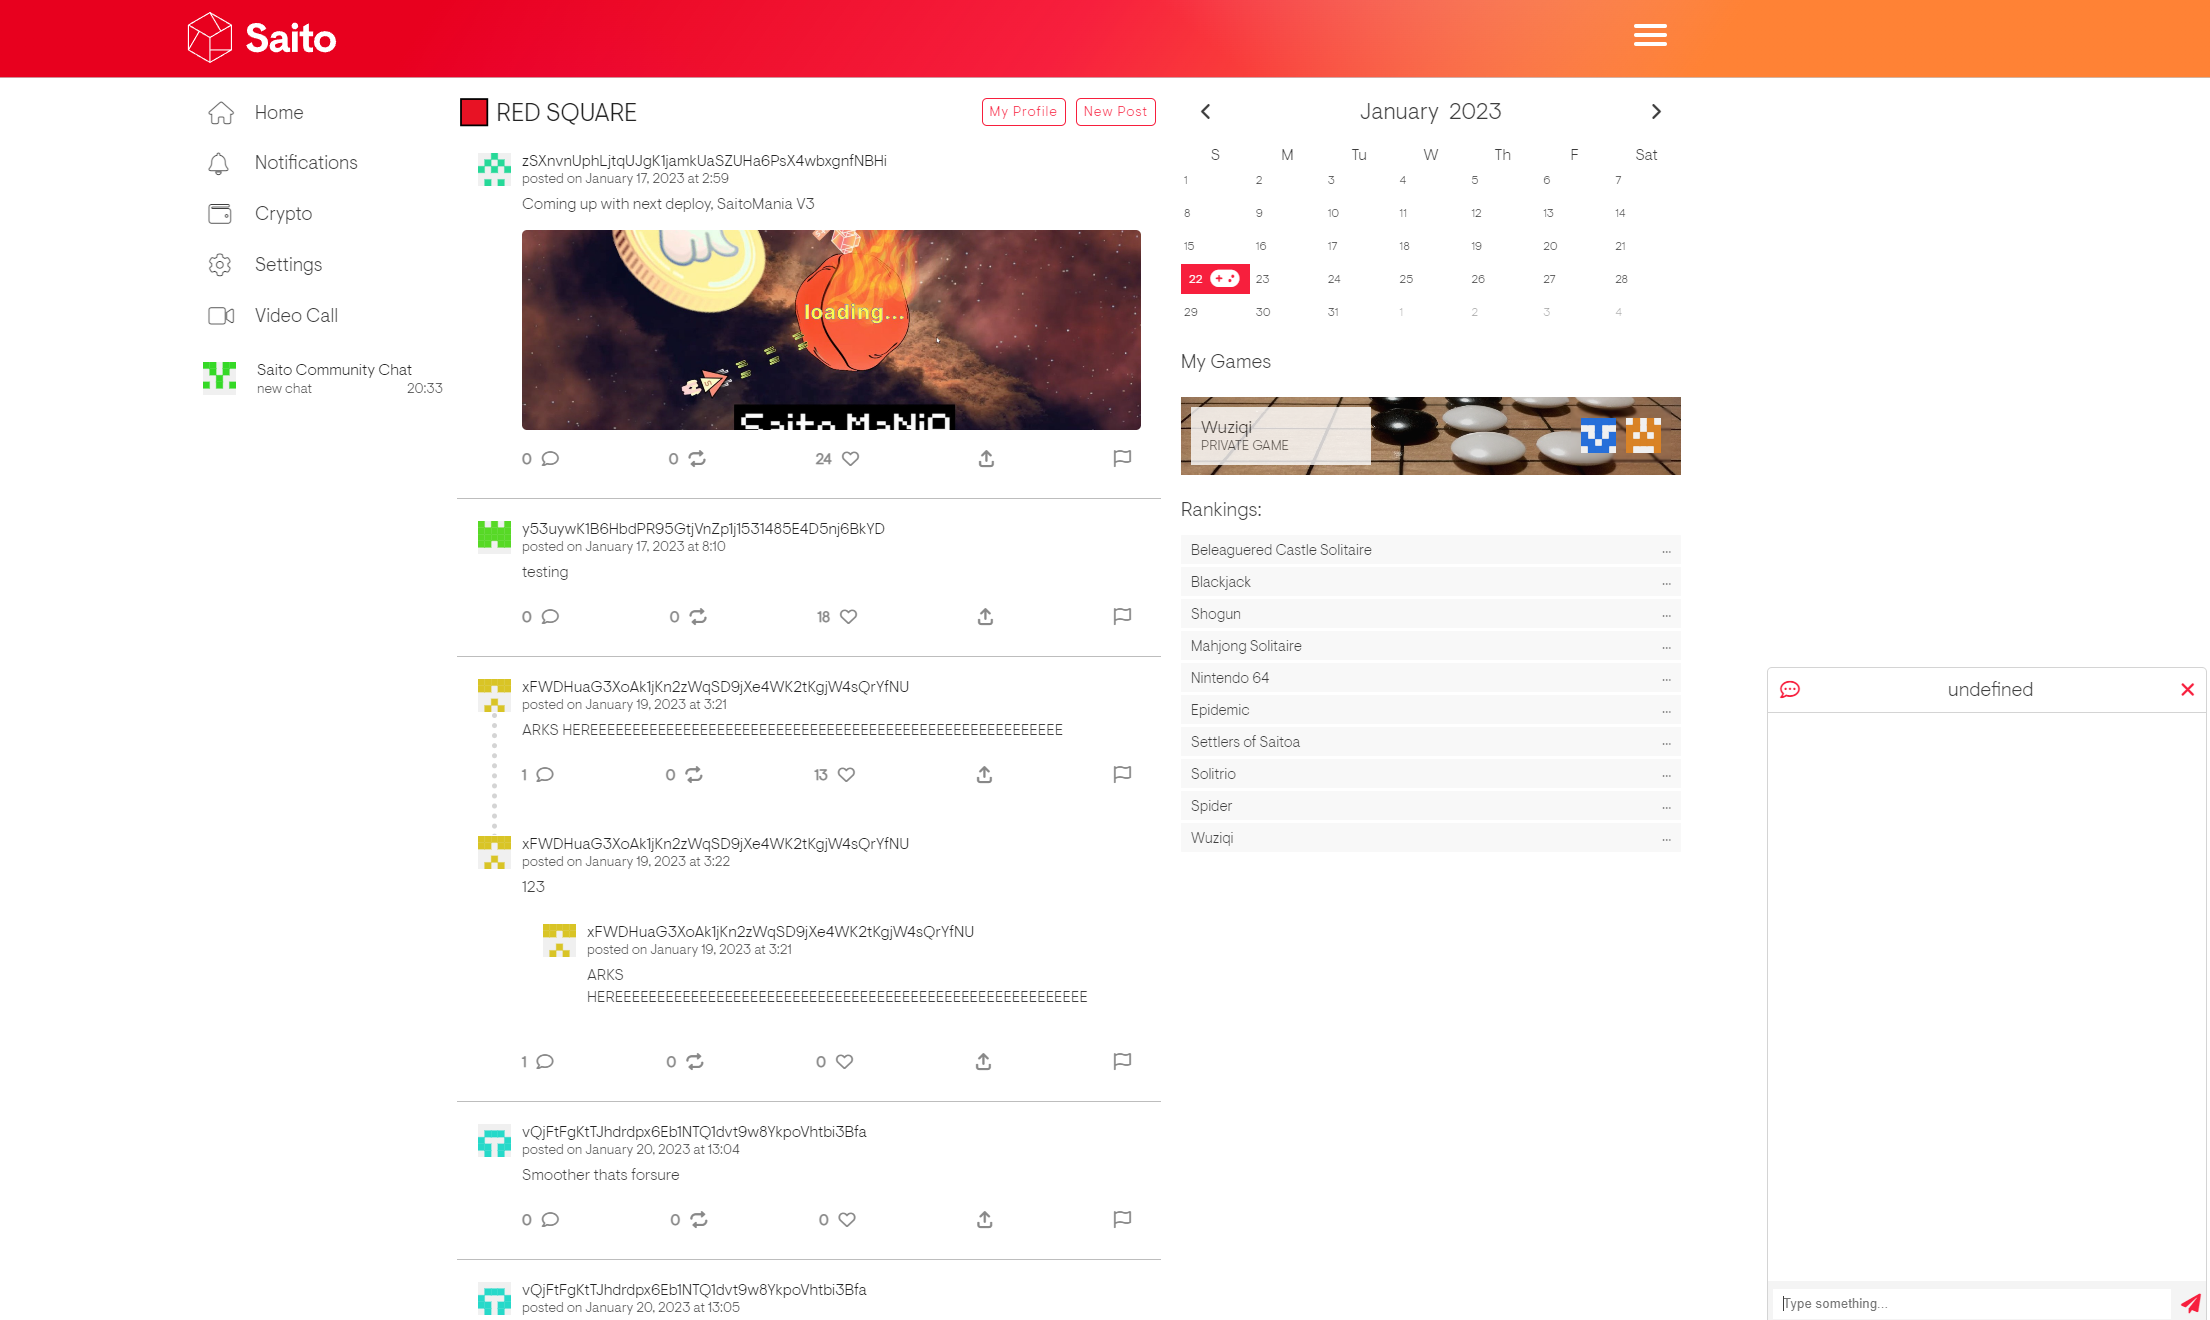 Saito
Home
Notifications
Crypto
Settings
Video Call
Saito Community Chat
new chat 20:33
RED SQUARE
My Profile New Post
zSXnvnUphLjtqUJgK1jamkUaSZUHa6PsX4wbxgnfNBHi
posted on January 17, 2023 at 2:59
Coming up with next deploy, SaitoMania V3
loading...
Saito MaNiO
0 0 24
y53uywK1B6HbdPR95GtjVnZp1j1531485E4D5nj6BkYD
posted on January 17, 2023 at 8:10
testing
0 0 18
xFWDHuaG3XoAk1jKn2zWqSD9jXe4WK2tKgjW4sQrYfNU
posted on January 19, 2023 at 3:21
ARKS HEREEEEEEEEEEEEEEEEEEEEEEEEEEEEEEEEEEEEEEEEEEEEEEEEEEEEEEEEE
1 0 13
xFWDHuaG3XoAk1jKn2zWqSD9jXe4WK2tKgjW4sQrYfNU
posted on January 19, 2023 at 3:22
123
xFWDHuaG3XoAk1jKn2zWqSD9jXe4WK2tKgjW4sQrYfNU
posted on January 19, 2023 at 3:21
ARKS
HEREEEEEEEEEEEEEEEEEEEEEEEEEEEEEEEEEEEEEEEEEEEEEEEEEEEEEEEEE
1 0 0
vQjFtFgKtTJhdrdpx6Eb1NTQ1dvt9w8YkpoVhtbi3Bfa
posted on January 20, 2023 at 13:04
Smoother thats forsure
0 0 0
vQjFtFgKtTJhdrdpx6Eb1NTQ1dvt9w8YkpoVhtbi3Bfa
posted on January 20, 2023 at 13:05
January 2023
S M Tu W Th F Sat
1 2 3 4 5 6 7
8 9 10 11 12 13 14
15 16 17 18 19 20 21
22 23 24 25 26 27 28
29 30 31 1 2 3 4
My Games
Wuziqi
PRIVATE GAME
Rankings:
Beleaguered Castle Solitaire ...
Blackjack ...
Shogun ...
Mahjong Solitaire ...
Nintendo 64 ...
Epidemic ...
Settlers of Saitoa ...
Solitrio ...
Spider ...
Wuziqi ...
undefined
Type something...